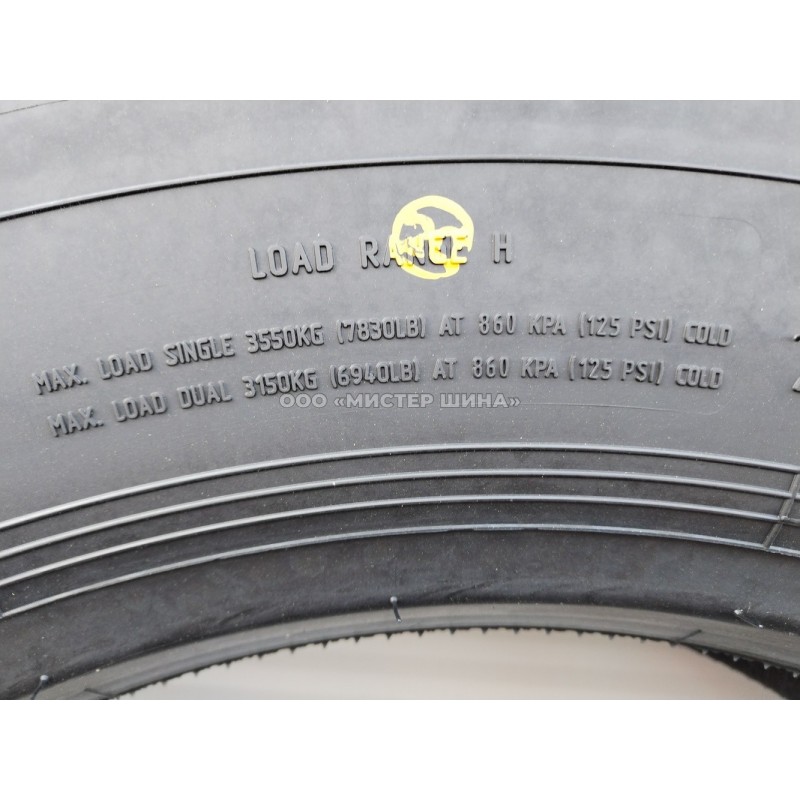 LOAD RANGE H
MAX. LOAD SINGLE 3550KG (7830LB) AT 860 KPA (125 PSI) COLD
MAX. LOAD DUAL 3150KG (6940LB) AT 860 KPA (125 PSI) COLD
ООО «МИСТЕР ШИНА»